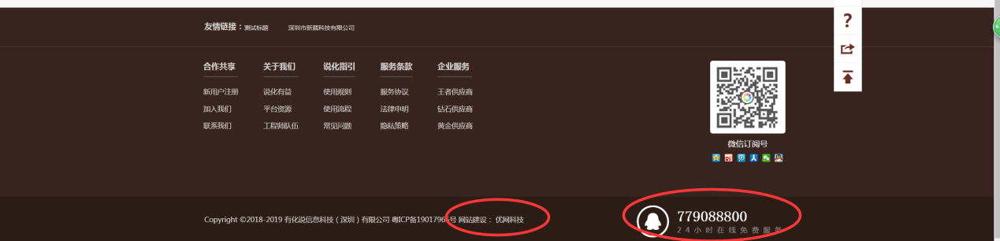 友情链接：测试标题 深圳市新藏科技有限公司
合作共享 关于我们 说化指引 服务条款 企业服务
新用户注册 说化有益 使用规则 服务协议 王者供应商
加入我们 平台资源 使用流程 法律申明 钻石供应商
联系我们 工程师队伍 常见问题 隐私策略 黄金供应商
微信订阅号
Copyright ©2018-2019 有化说信息科技（深圳）有限公司 粤ICP备1901796号 网站建设：优网科技
779088800
24小时在线免费服务
?
6